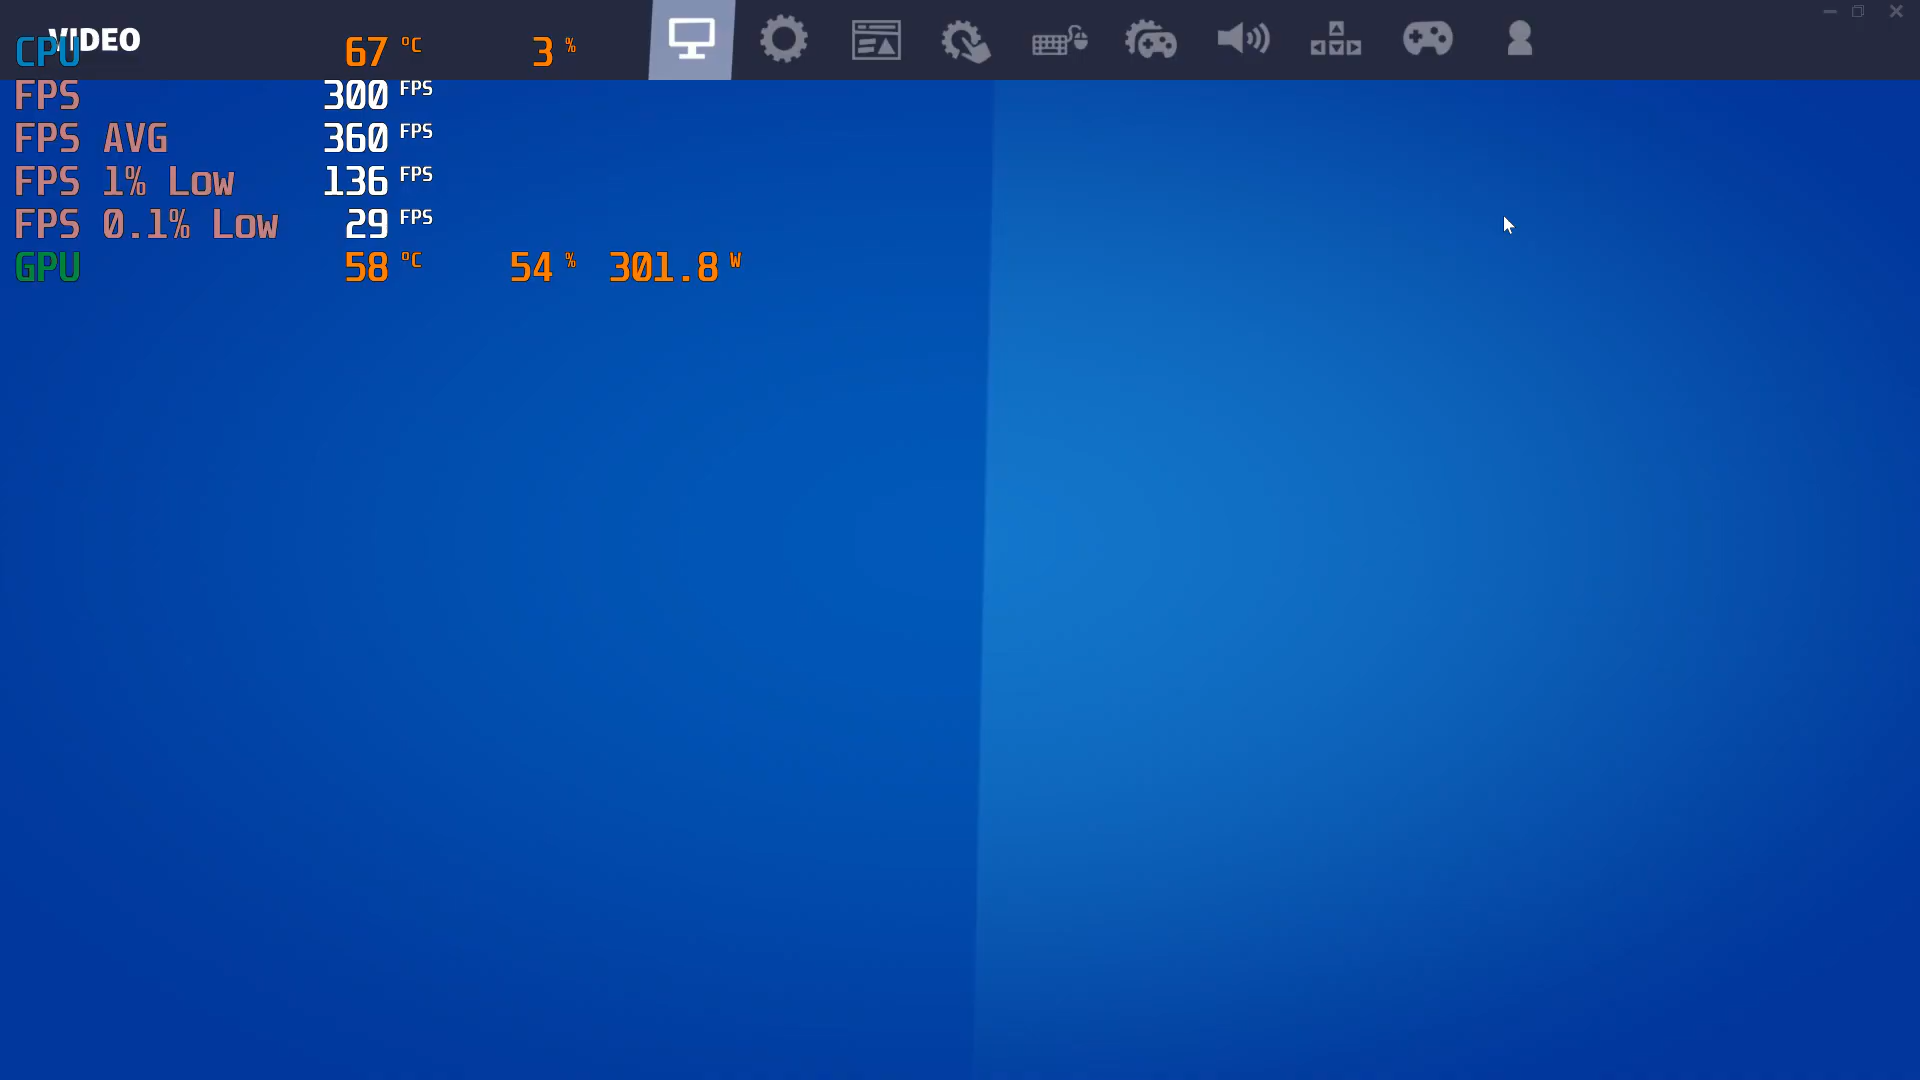 VIDEO
CPU 67 °C 3 %
FPS 300 FPS
FPS AVG 360 FPS
FPS 1% Low 136 FPS
FPS 0.1% Low 29 FPS
GPU 58 °C 54 % 301.8 W